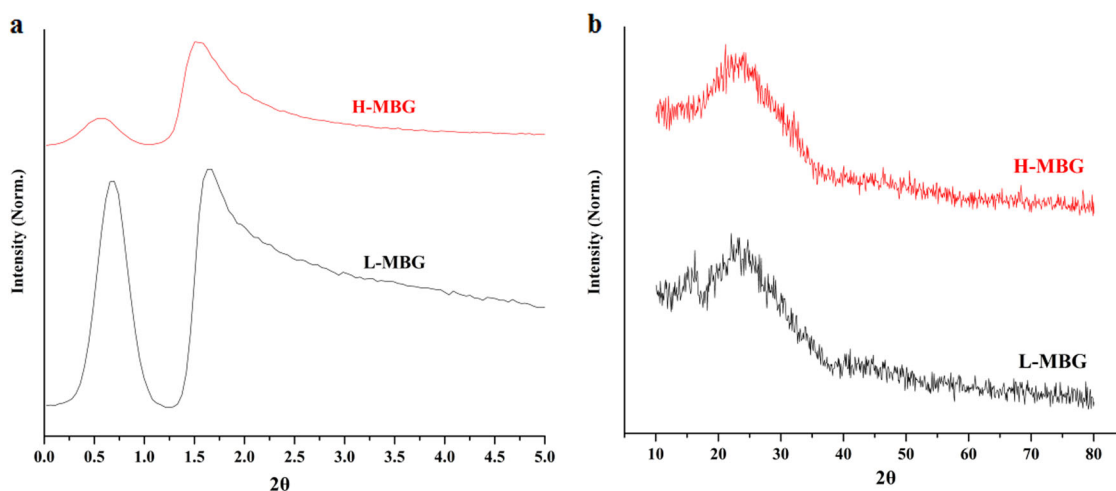 a
H-MBG
L-MBG
Intensity (Norm.)
0.0 0.5 1.0 1.5 2.0 2.5 3.0 3.5 4.0 4.5 5.0
2θ
b
H-MBG
L-MBG
Intensity (Norm.)
10 20 30 40 50 60 70 80
2θ